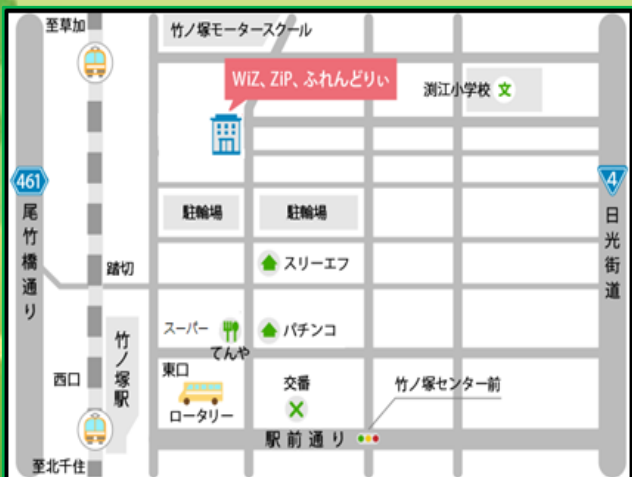 至草加
竹ノ塚モータースクール
WiZ、ZiP、ふれんどりぃ
渕江小学校
文
461
尾竹橋通り
4
日光街道
駐輪場
駐輪場
スリーエフ
踏切
スーパー
てんや
パチンコ
竹ノ塚駅
西口
東口
ロータリー
交番
竹ノ塚センター前
駅前通り
至北千住